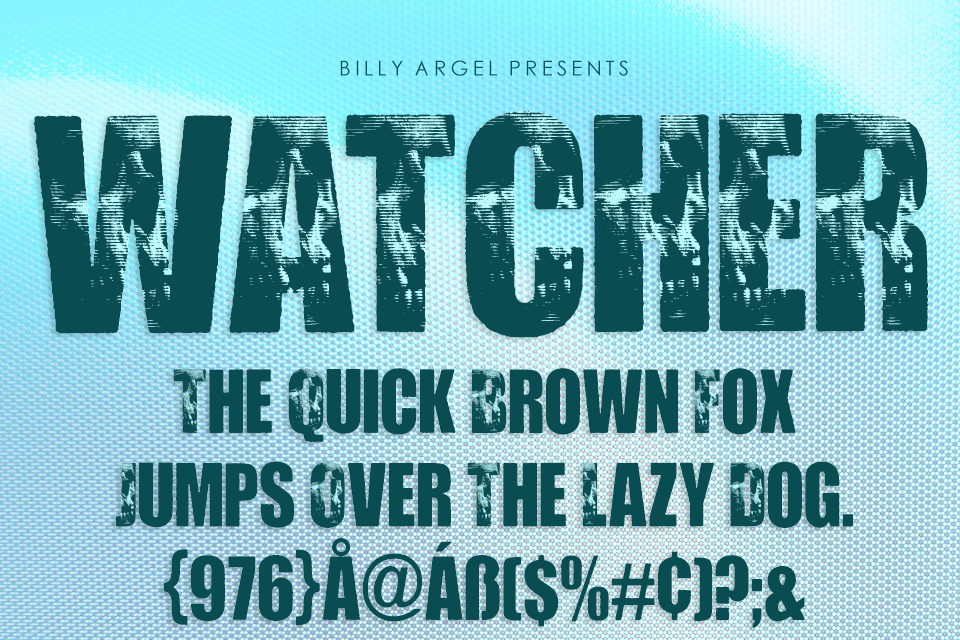 BILLY ARGEL PRESENTS
WATCHER
THE QUICK BROWN FOX
JUMPS OVER THE LAZY DOG.
{976}Å@Áß($%#₵)?;&